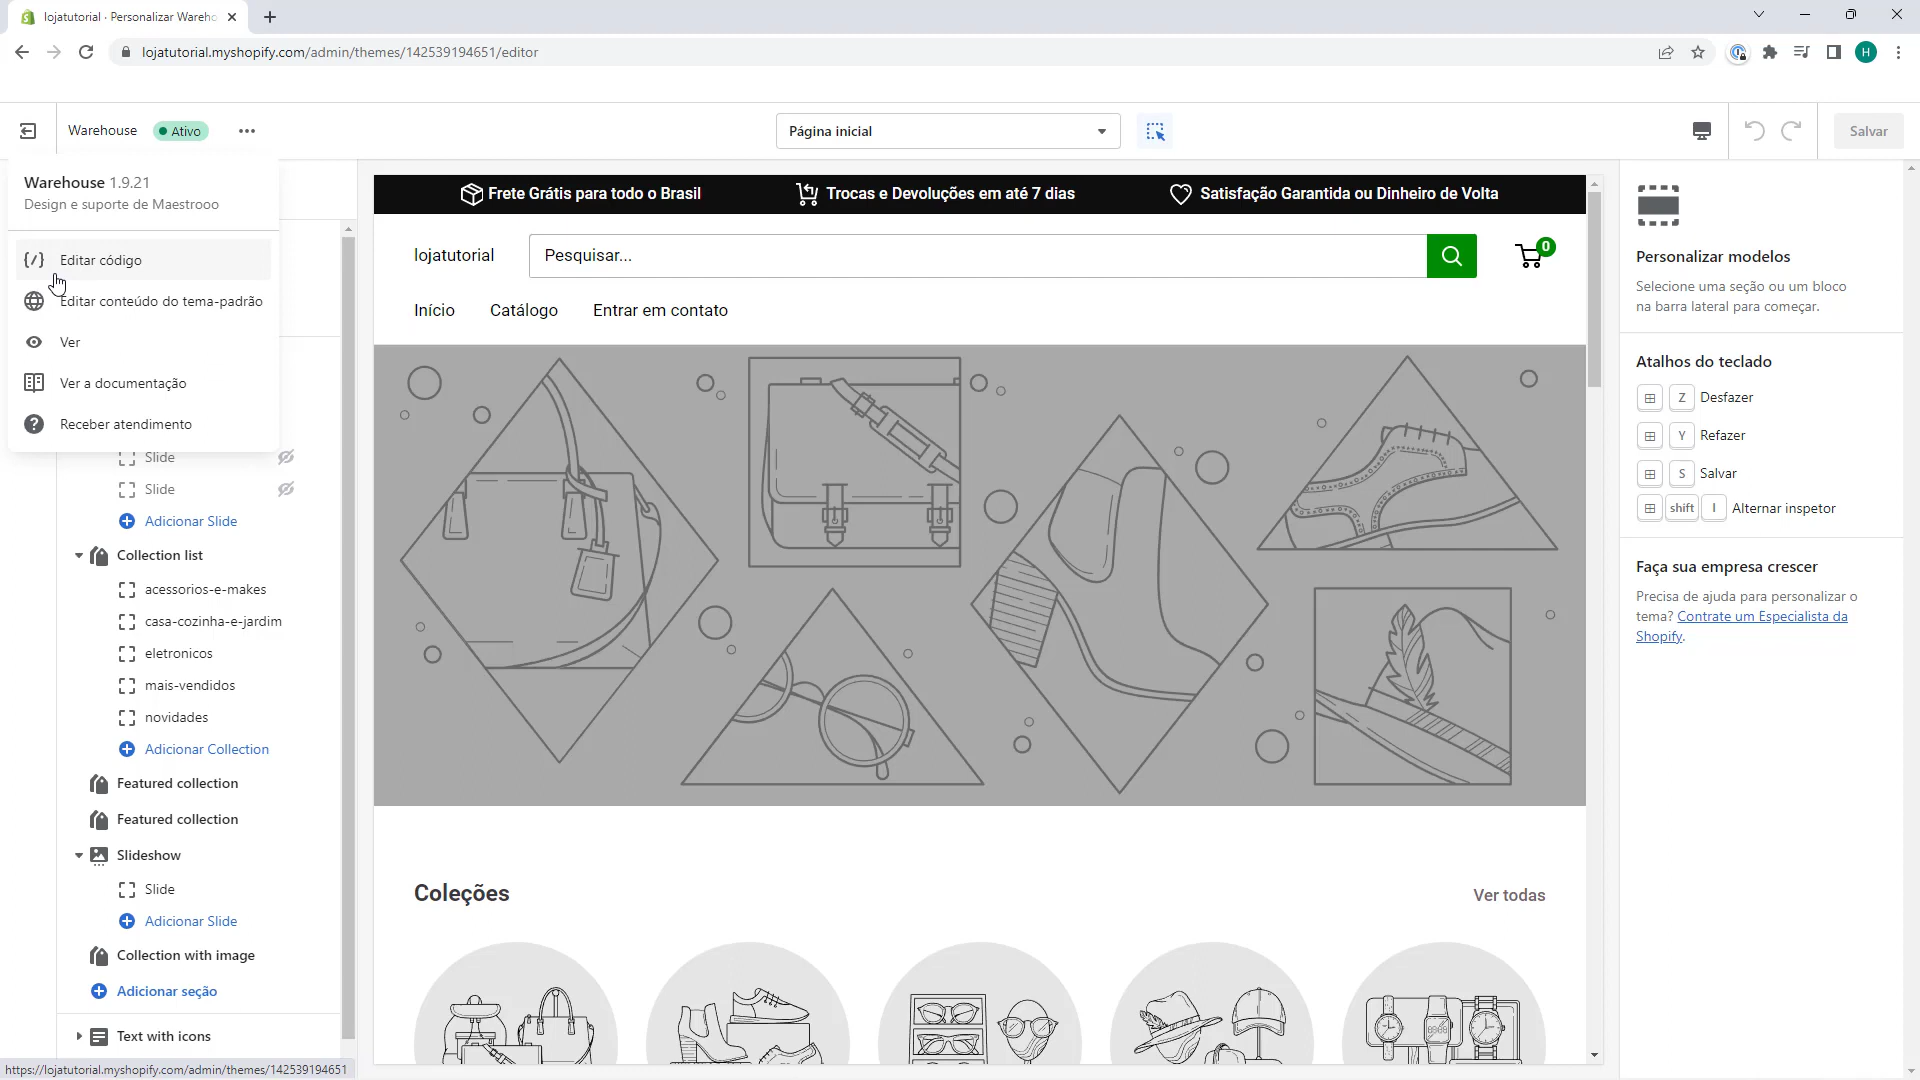 lojatutorial · Personalizar Wareho
lojatutorial.myshopify.com/admin/themes/142539194651/editor
H
Warehouse
Ativo
Página inicial
Salvar
Warehouse 1.9.21
Design e suporte de Maestrooo
Editar código
Editar conteúdo do tema-padrão
Ver
Ver a documentação
Receber atendimento
Slide
Slide
Adicionar Slide
Collection list
acessorios-e-makes
casa-cozinha-e-jardim
eletronicos
mais-vendidos
novidades
Adicionar Collection
Featured collection
Featured collection
Slideshow
Slide
Adicionar Slide
Collection with image
Adicionar seção
Text with icons
https://lojatutorial.myshopify.com/admin/themes/142539194651
Frete Grátis para todo o Brasil
Trocas e Devoluções em até 7 dias
Satisfação Garantida ou Dinheiro de Volta
lojatutorial
Pesquisar...
0
Início
Catálogo
Entrar em contato
Coleções
Ver todas
Personalizar modelos
Selecione uma seção ou um bloco
na barra lateral para começar.
Atalhos do teclado
Z Desfazer
Y Refazer
S Salvar
shift I Alternar inspetor
Faça sua empresa crescer
Precisa de ajuda para personalizar o
tema? Contrate um Especialista da
Shopify.